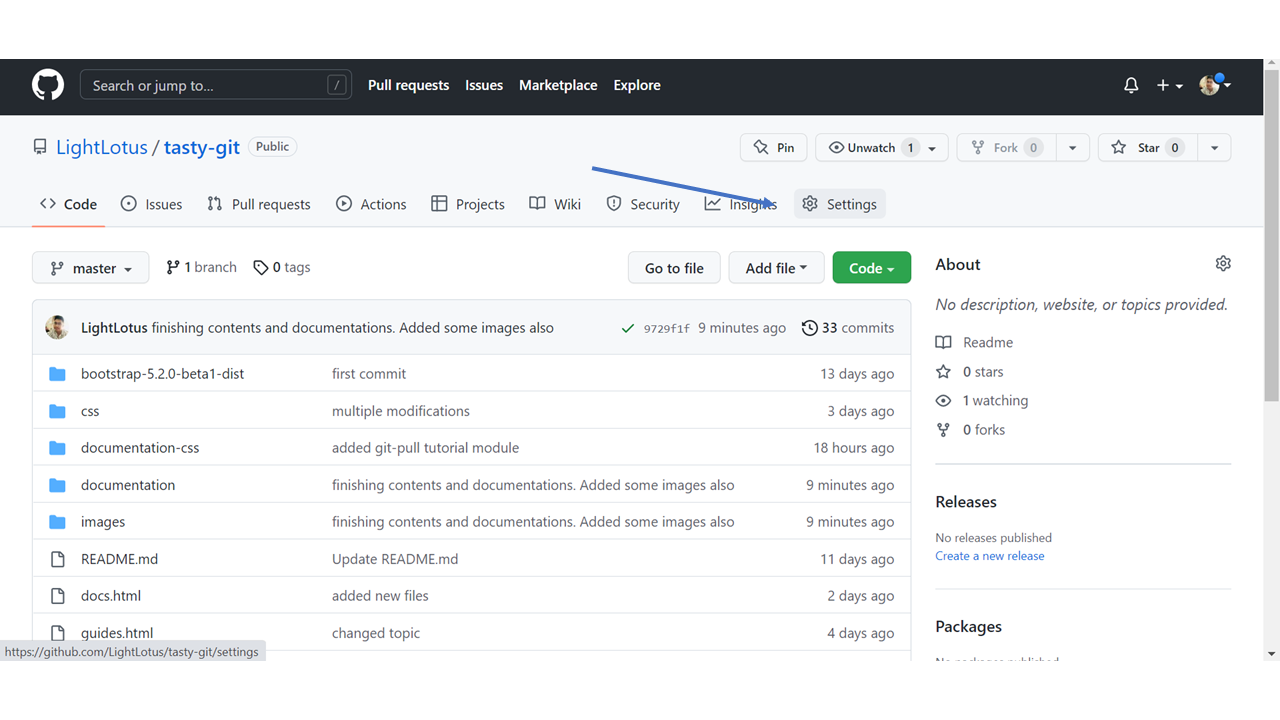 Search or jump to... / Pull requests Issues Marketplace Explore
LightLotus / tasty-git Public Pin Unwatch 1 Fork 0 Star 0
Code Issues Pull requests Actions Projects Wiki Security Insights Settings
master 1 branch 0 tags Go to file Add file Code
LightLotus finishing contents and documentations. Added some images also 9729f1f 9 minutes ago 33 commits
bootstrap-5.2.0-beta1-dist first commit 13 days ago
css multiple modifications 3 days ago
documentation-css added git-pull tutorial module 18 hours ago
documentation finishing contents and documentations. Added some images also 9 minutes ago
images finishing contents and documentations. Added some images also 9 minutes ago
README.md Update README.md 11 days ago
docs.html added new files 2 days ago
guides.html changed topic 4 days ago
About
No description, website, or topics provided.
Readme
0 stars
1 watching
0 forks
Releases
No releases published
Create a new release
Packages
No packages published
https://github.com/LightLotus/tasty-git/settings